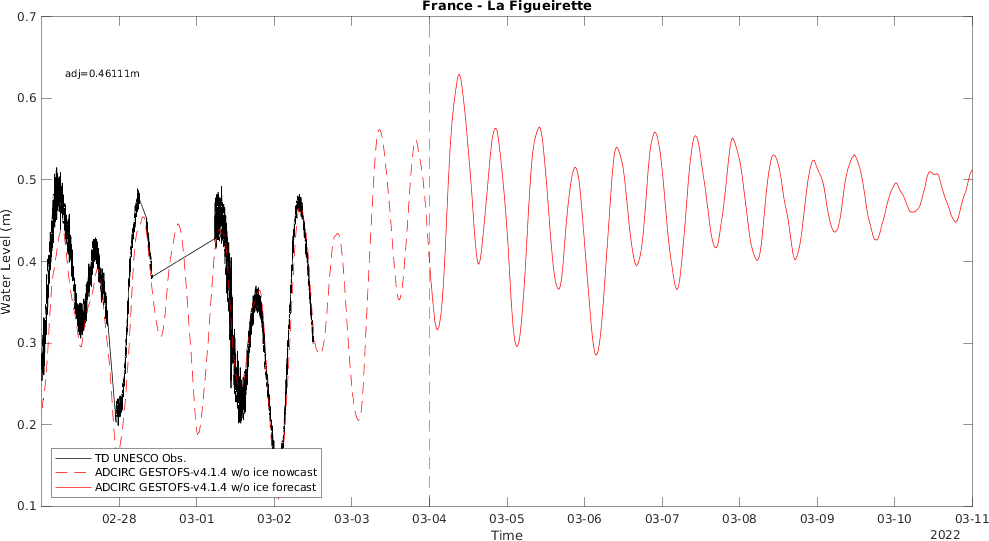 France - La Figueirette
0.7
0.6
0.5
0.4
0.3
0.2
0.1
Water Level (m)
adj=0.46111m
TD UNESCO Obs.
ADCIRC GESTOFS-v4.1.4 w/o ice nowcast
ADCIRC GESTOFS-v4.1.4 w/o ice forecast
02-28 03-01 03-02 03-03 03-04 03-05 03-06 03-07 03-08 03-09 03-10 03-11
Time
2022